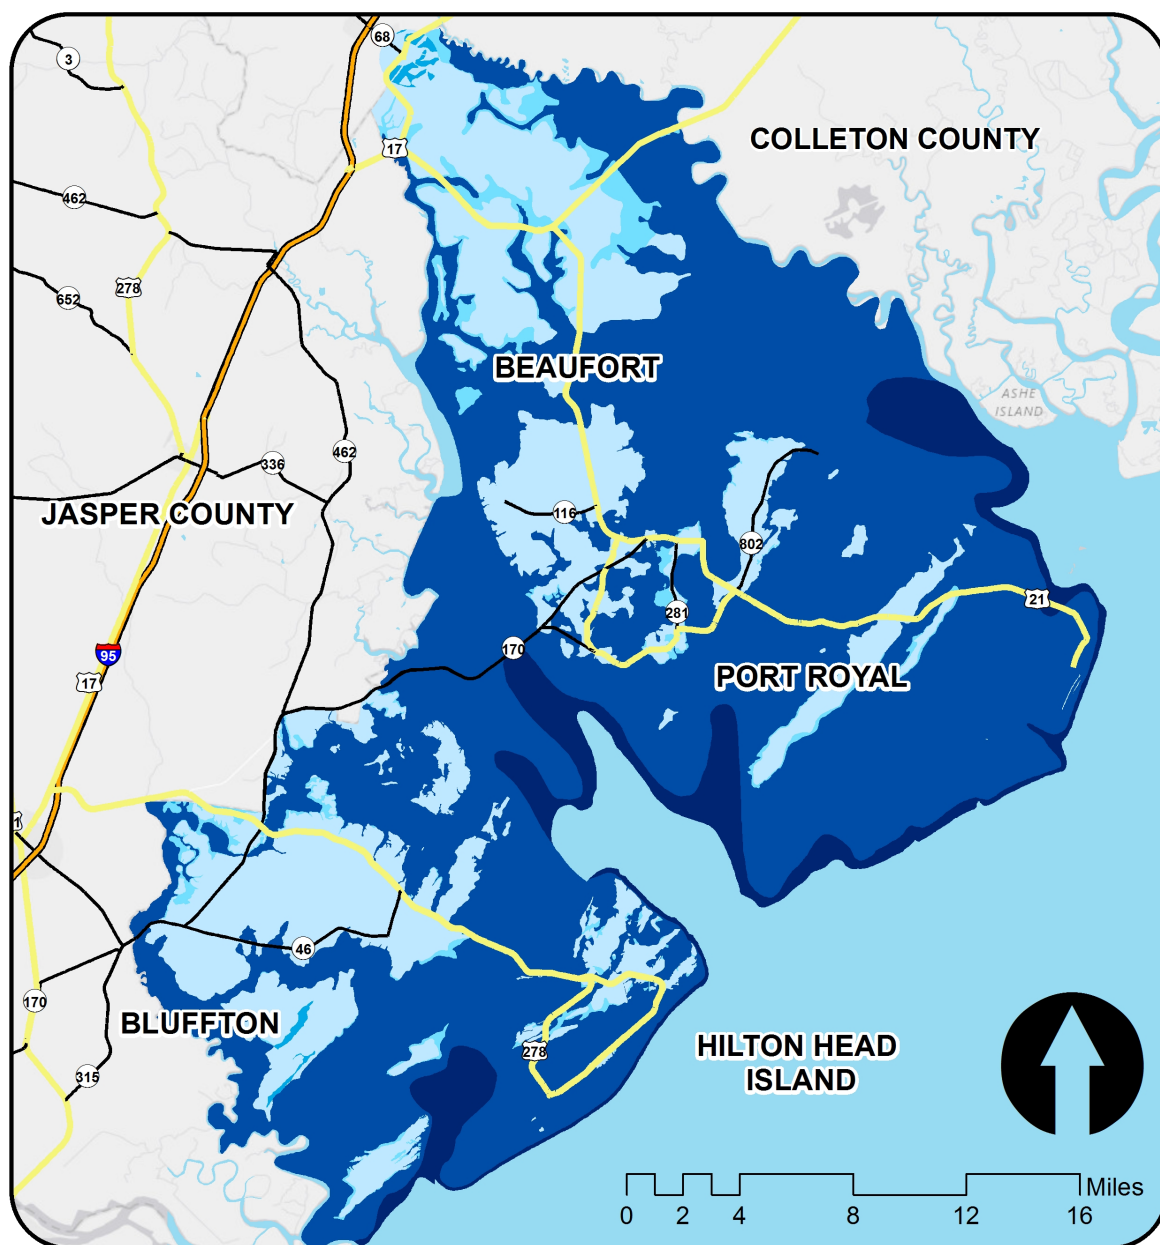 68
3
COLLETON COUNTY
17
462
278
652
BEAUFORT
ASHE
ISLAND
336
462
JASPER COUNTY
116
802
21
281
170
95
17
PORT ROYAL
1
46
170
BLUFFTON
HILTON HEAD
ISLAND
278
315
Miles
0 2 4 8 12 16